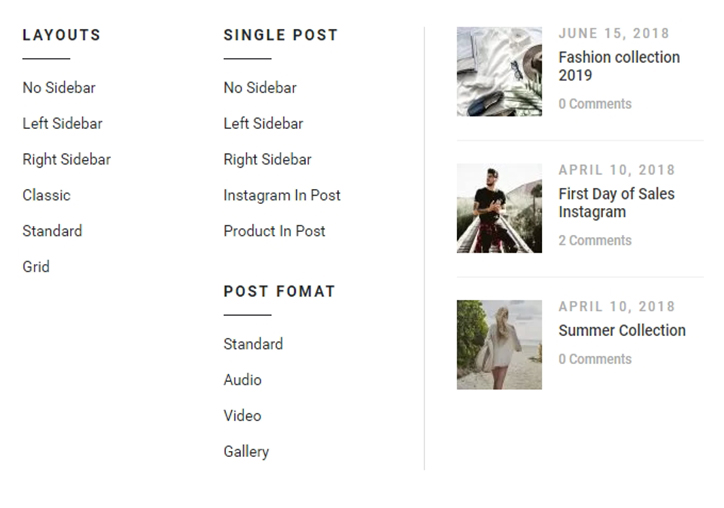 LAYOUTS
No Sidebar
Left Sidebar
Right Sidebar
Classic
Standard
Grid
SINGLE POST
No Sidebar
Left Sidebar
Right Sidebar
Instagram In Post
Product In Post
POST FOMAT
Standard
Audio
Video
Gallery
JUNE 15, 2018
Fashion collection
2019
0 Comments
APRIL 10, 2018
First Day of Sales
Instagram
2 Comments
APRIL 10, 2018
Summer Collection
0 Comments